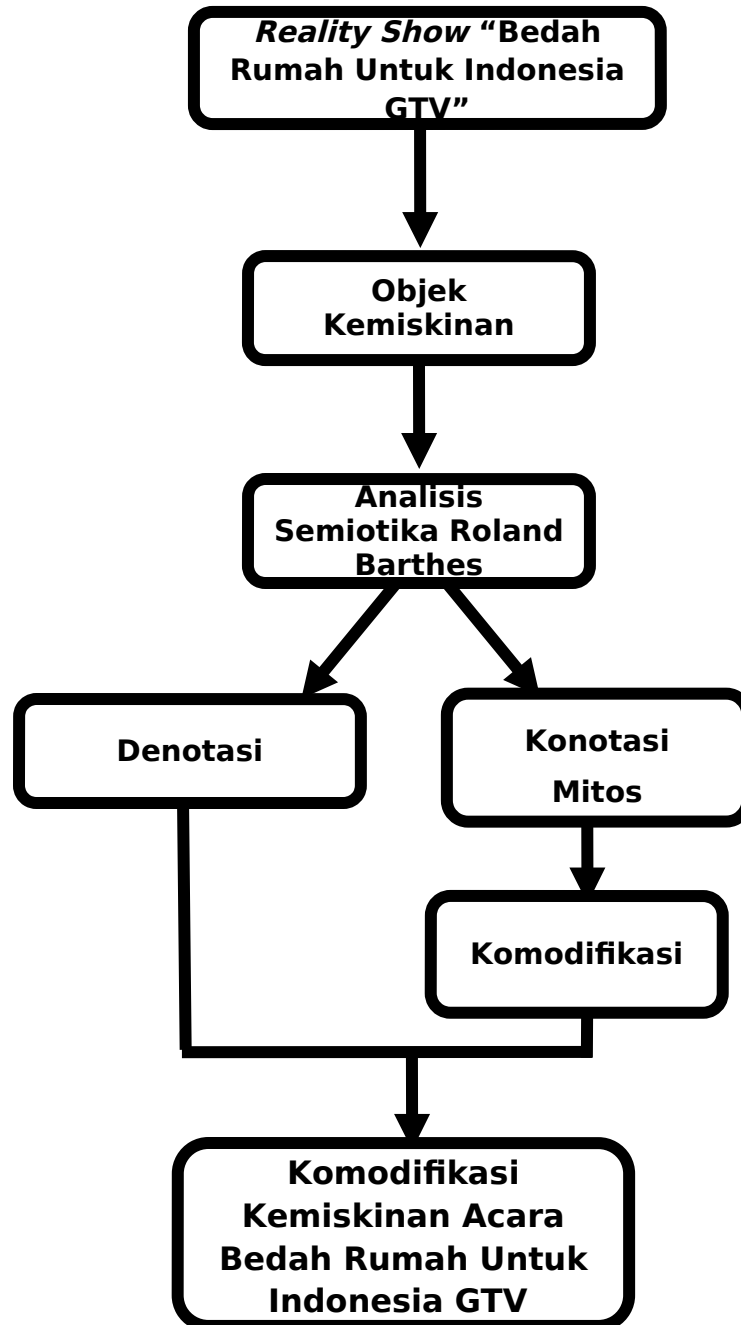 Reality Show “Bedah
Rumah Untuk Indonesia
GTV”
Objek
Kemiskinan
Analisis
Semiotika Roland
Barthes
Denotasi
Konotasi
Mitos
Komodifikasi
Komodifikasi
Kemiskinan Acara
Bedah Rumah Untuk
Indonesia GTV